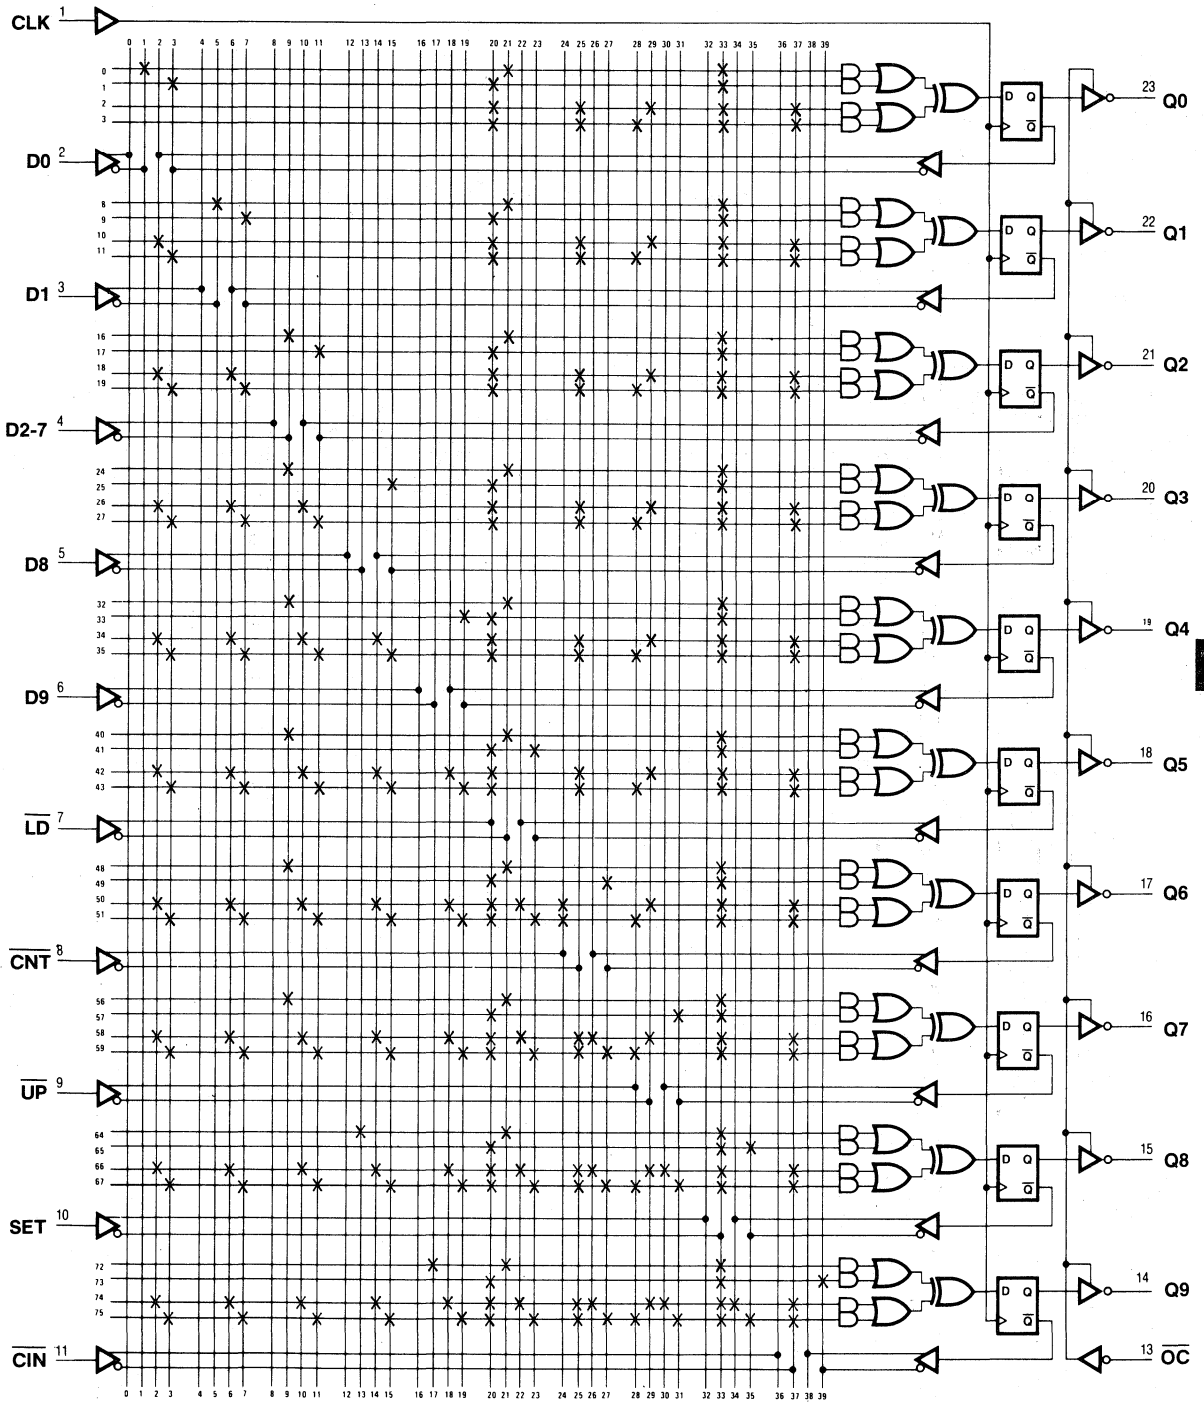 CLK 1
0 1 2 3 4 5 6 7 8 9 10 11 12 13 14 15 16 17 18 19 20 21 22 23 24 25 26 27 28 29 30 31 32 33 34 35 36 37 38 39
0
1
2
3
D Q
Q̅
23 Q0
D0 2
8
9
10
11
D Q
Q̅
22 Q1
D1 3
16
17
18
19
D Q
Q̅
21 Q2
D2-7 4
24
25
26
27
D Q
Q̅
20 Q3
D8 5
32
33
34
35
D Q
Q̅
19 Q4
D9 6
40
41
42
43
D Q
Q̅
18 Q5
L̅D̅ 7
48
49
50
51
D Q
Q̅
17 Q6
C̅N̅T̅ 8
56
57
58
59
D Q
Q̅
16 Q7
U̅P̅ 9
64
65
66
67
D Q
Q̅
15 Q8
SET 10
72
73
74
75
D Q
Q̅
14 Q9
C̅I̅N̅ 11
13 O̅C̅
0 1 2 3 4 5 6 7 8 9 10 11 12 13 14 15 16 17 18 19 20 21 22 23 24 25 26 27 28 29 30 31 32 33 34 35 36 37 38 39